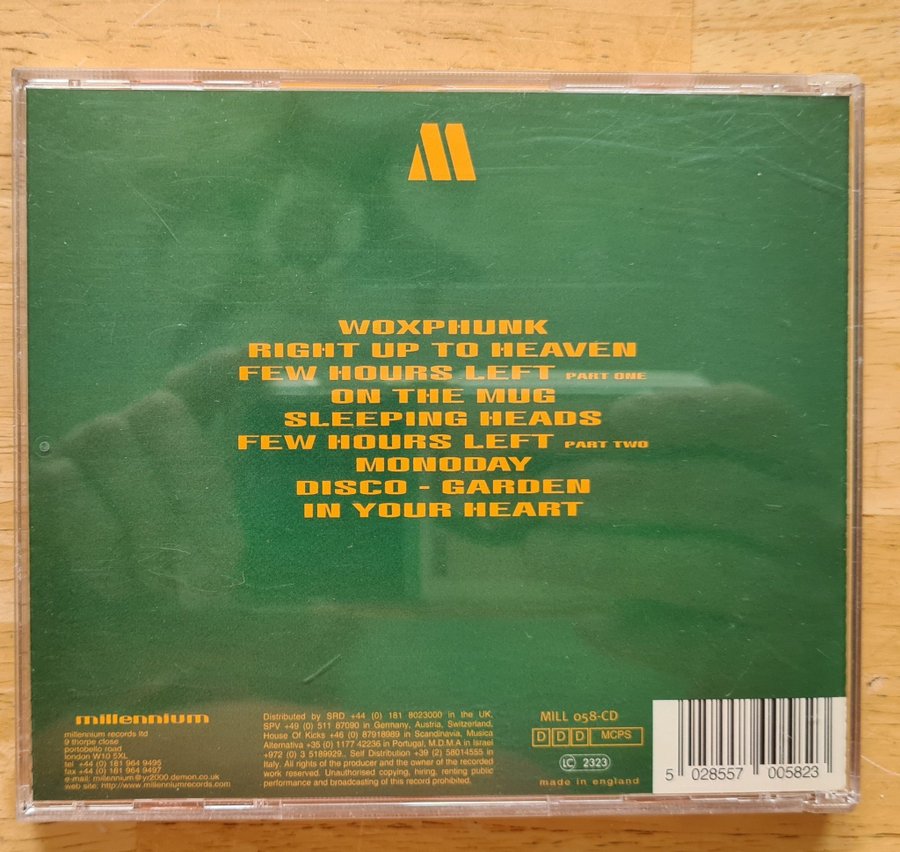 WOXPHUNK
RIGHT UP TO HEAVEN
FEW HOURS LEFT PART ONE
ON THE MUG
SLEEPING HEADS
FEW HOURS LEFT PART TWO
MONODAY
DISCO - GARDEN
IN YOUR HEART
millennium
millennium records ltd
9 thorpe close
portobello road
london W10 5XL
tel +44 (0) 181 964 9495
fax +44 (0) 181 964 9497
e-mail: millennium@yr2000.demon.co.uk
web site: http://www.millenniumrecords.com
Distributed by SRD +44 (0) 181 8023000 in the UK,
SPV +49 (0) 511 87090 in Germany, Austria, Switzerland,
House Of Kicks +46 (0) 87918989 in Scandinavia, Musica
Alternativa +35 (0) 1177 42236 in Portugal, M.D.M.A in Israel
+972 (0) 3 5189929., Self Distribution +39 (2) 58014555 in
Italy. All rights of the producer and the owner of the recorded
work reserved. Unauthorised copying, hiring, renting public
performance and broadcasting of this record prohibited.
MILL 058-CD
DDD MCPS
LC 2323
made in england
5 028557 005823